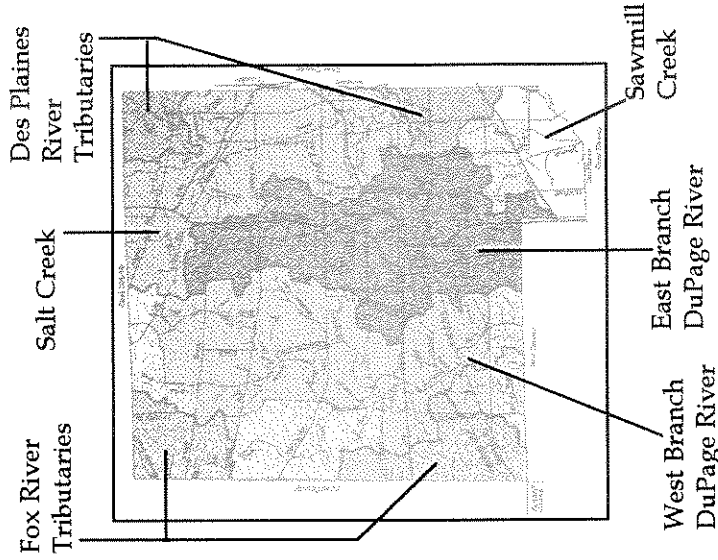 Fox River
Tributaries
Salt Creek
Des Plaines
River
Tributaries
West Branch
DuPage River
East Branch
DuPage River
Sawmill
Creek